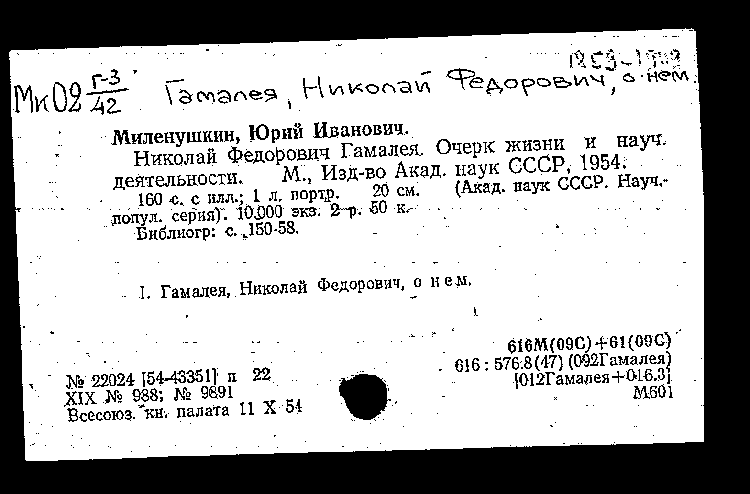 1859-1949
МкО2 Г-3/42 Гамалея, Николай Федорович, о нем.
Миленушкин, Юрий Иванович.
Николай Федорович Гамалея. Очерк жизни и науч.
деятельности. М., Изд-во Акад. наук СССР, 1954.
160 с. с илл.; 1 л. портр. 20 см. (Акад. наук СССР. Науч.-
попул. серия). 10.000 экз. 2 р. 50 к.
Библиогр: с. 150-58.
1. Гамалея, Николай Федорович, о нем.
616М(09С)+61(09С)
616 : 576.8(47) (092Гамалея)
[012Гамалея+016.3]
М601
№ 22024 [54-43351] п 22
XIX № 988; № 9891
Всесоюз. кн. палата 11 X 54